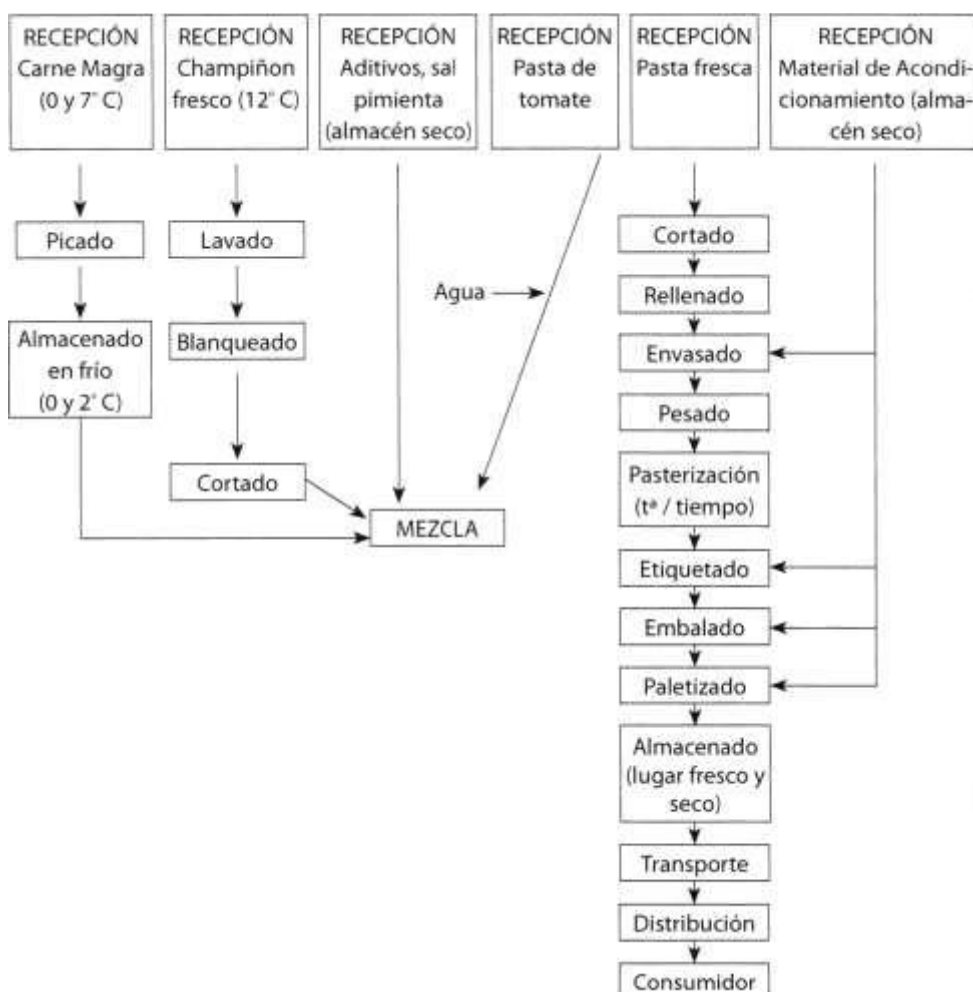 RECEPCIÓN
Carne Magra
(0 y 7° C)
RECEPCIÓN
Champiñon
fresco (12° C)
RECEPCIÓN
Aditivos, sal
pimienta
(almacén seco)
RECEPCIÓN
Pasta de
tomate
RECEPCIÓN
Pasta fresca
RECEPCIÓN
Material de Acondi-
cionamiento (alma-
cén seco)
Picado
Almacenado
en frío
(0 y 2° C)
Lavado
Blanqueado
Cortado
Agua
MEZCLA
Cortado
Rellenado
Envasado
Pesado
Pasterización
(tª / tiempo)
Etiquetado
Embalado
Paletizado
Almacenado
(lugar fresco y
seco)
Transporte
Distribución
Consumidor